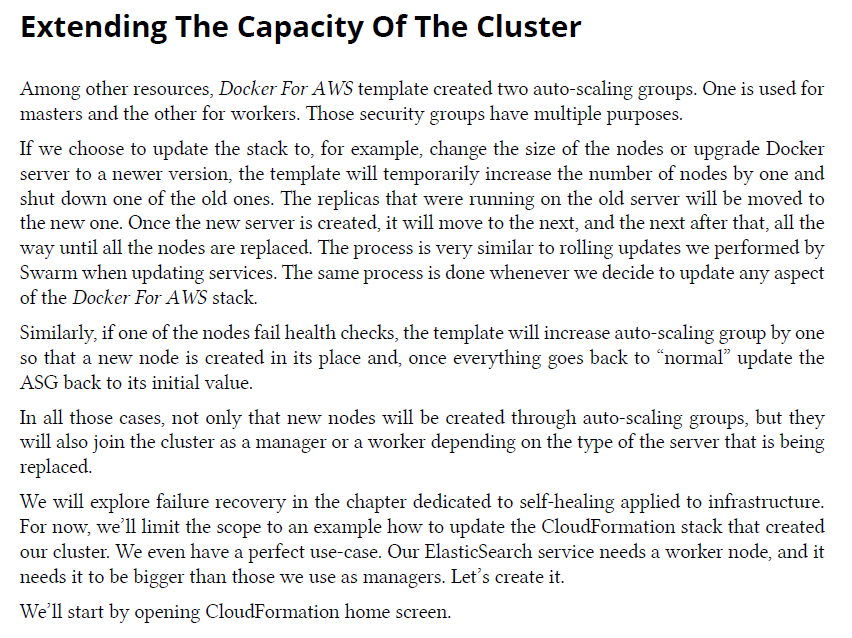 Extending The Capacity Of The Cluster
Among other resources, Docker For AWS template created two auto-scaling groups. One is used for
masters and the other for workers. Those security groups have multiple purposes.
If we choose to update the stack to, for example, change the size of the nodes or upgrade Docker
server to a newer version, the template will temporarily increase the number of nodes by one and
shut down one of the old ones. The replicas that were running on the old server will be moved to
the new one. Once the new server is created, it will move to the next, and the next after that, all the
way until all the nodes are replaced. The process is very similar to rolling updates we performed by
Swarm when updating services. The same process is done whenever we decide to update any aspect
of the Docker For AWS stack.
Similarly, if one of the nodes fail health checks, the template will increase auto-scaling group by one
so that a new node is created in its place and, once everything goes back to “normal” update the
ASG back to its initial value.
In all those cases, not only that new nodes will be created through auto-scaling groups, but they
will also join the cluster as a manager or a worker depending on the type of the server that is being
replaced.
We will explore failure recovery in the chapter dedicated to self-healing applied to infrastructure.
For now, we’ll limit the scope to an example how to update the CloudFormation stack that created
our cluster. We even have a perfect use-case. Our ElasticSearch service needs a worker node, and it
needs it to be bigger than those we use as managers. Let’s create it.
We’ll start by opening CloudFormation home screen.